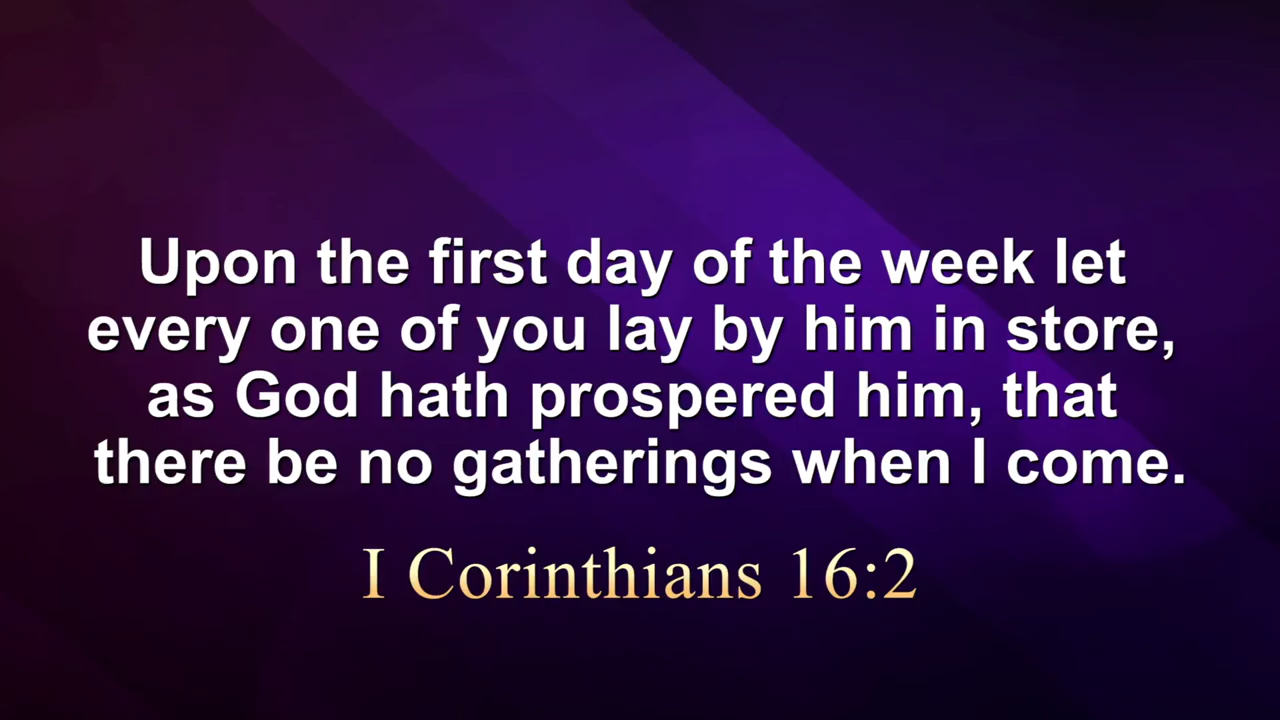 Upon the first day of the week let
every one of you lay by him in store,
as God hath prospered him, that
there be no gatherings when I come.
I Corinthians 16:2